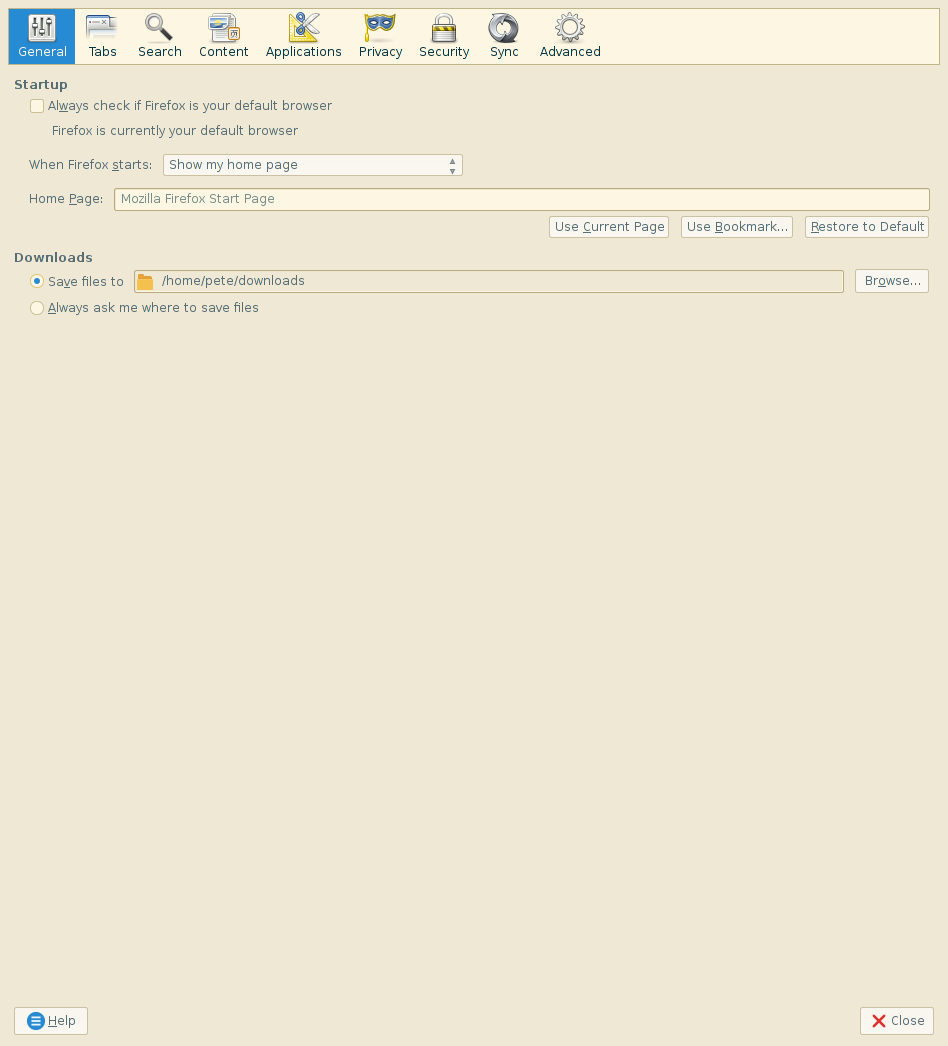 General Tabs Search Content Applications Privacy Security Sync Advanced
Startup
Always check if Firefox is your default browser
Firefox is currently your default browser
When Firefox starts: Show my home page
Home Page: Mozilla Firefox Start Page
Use Current Page Use Bookmark... Restore to Default
Downloads
Save files to /home/pete/downloads Browse...
Always ask me where to save files
Help Close